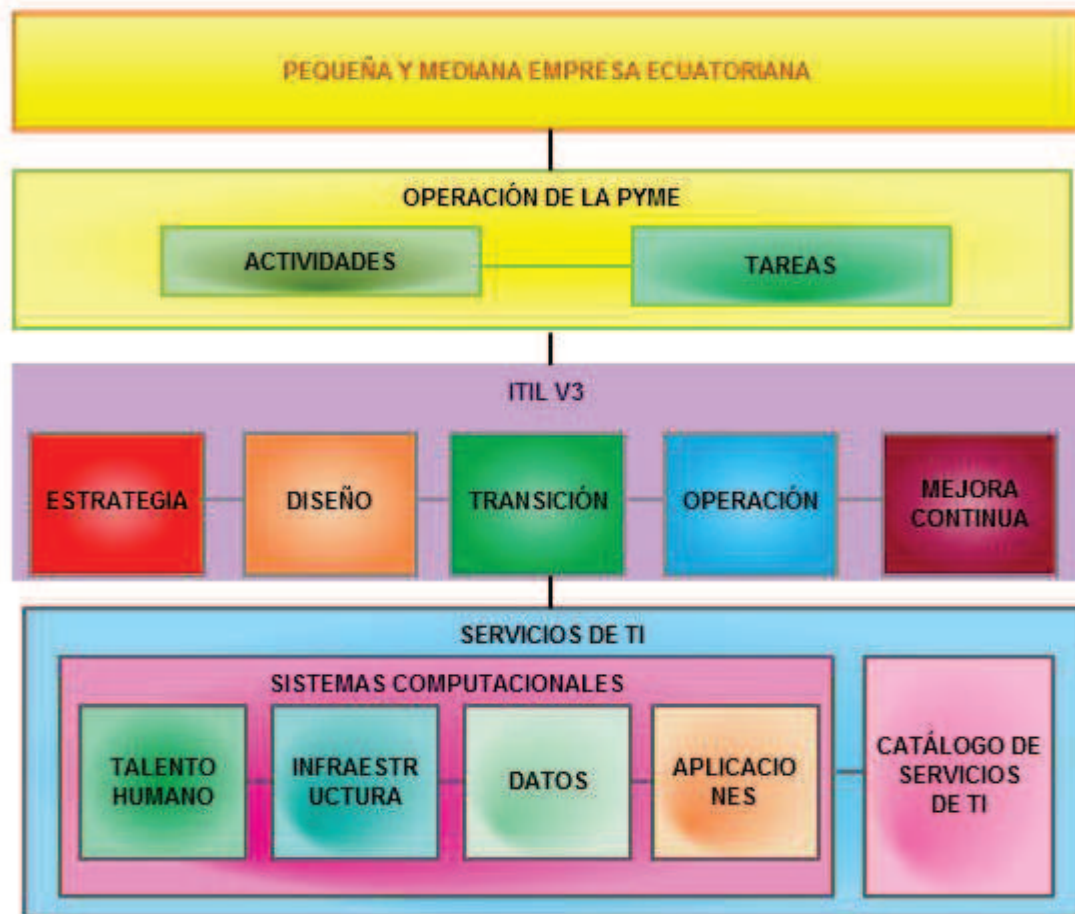 PEQUEÑA Y MEDIANA EMPRESA ECUATORIANA
OPERACIÓN DE LA PYME
ACTIVIDADES
TAREAS
ITIL V3
ESTRATEGIA
DISEÑO
TRANSICIÓN
OPERACIÓN
MEJORA
CONTINUA
SERVICIOS DE TI
SISTEMAS COMPUTACIONALES
TALENTO
HUMANO
INFRAESTR
UCTURA
DATOS
APLICACIO
NES
CATÁLOGO DE
SERVICIOS
DE TI